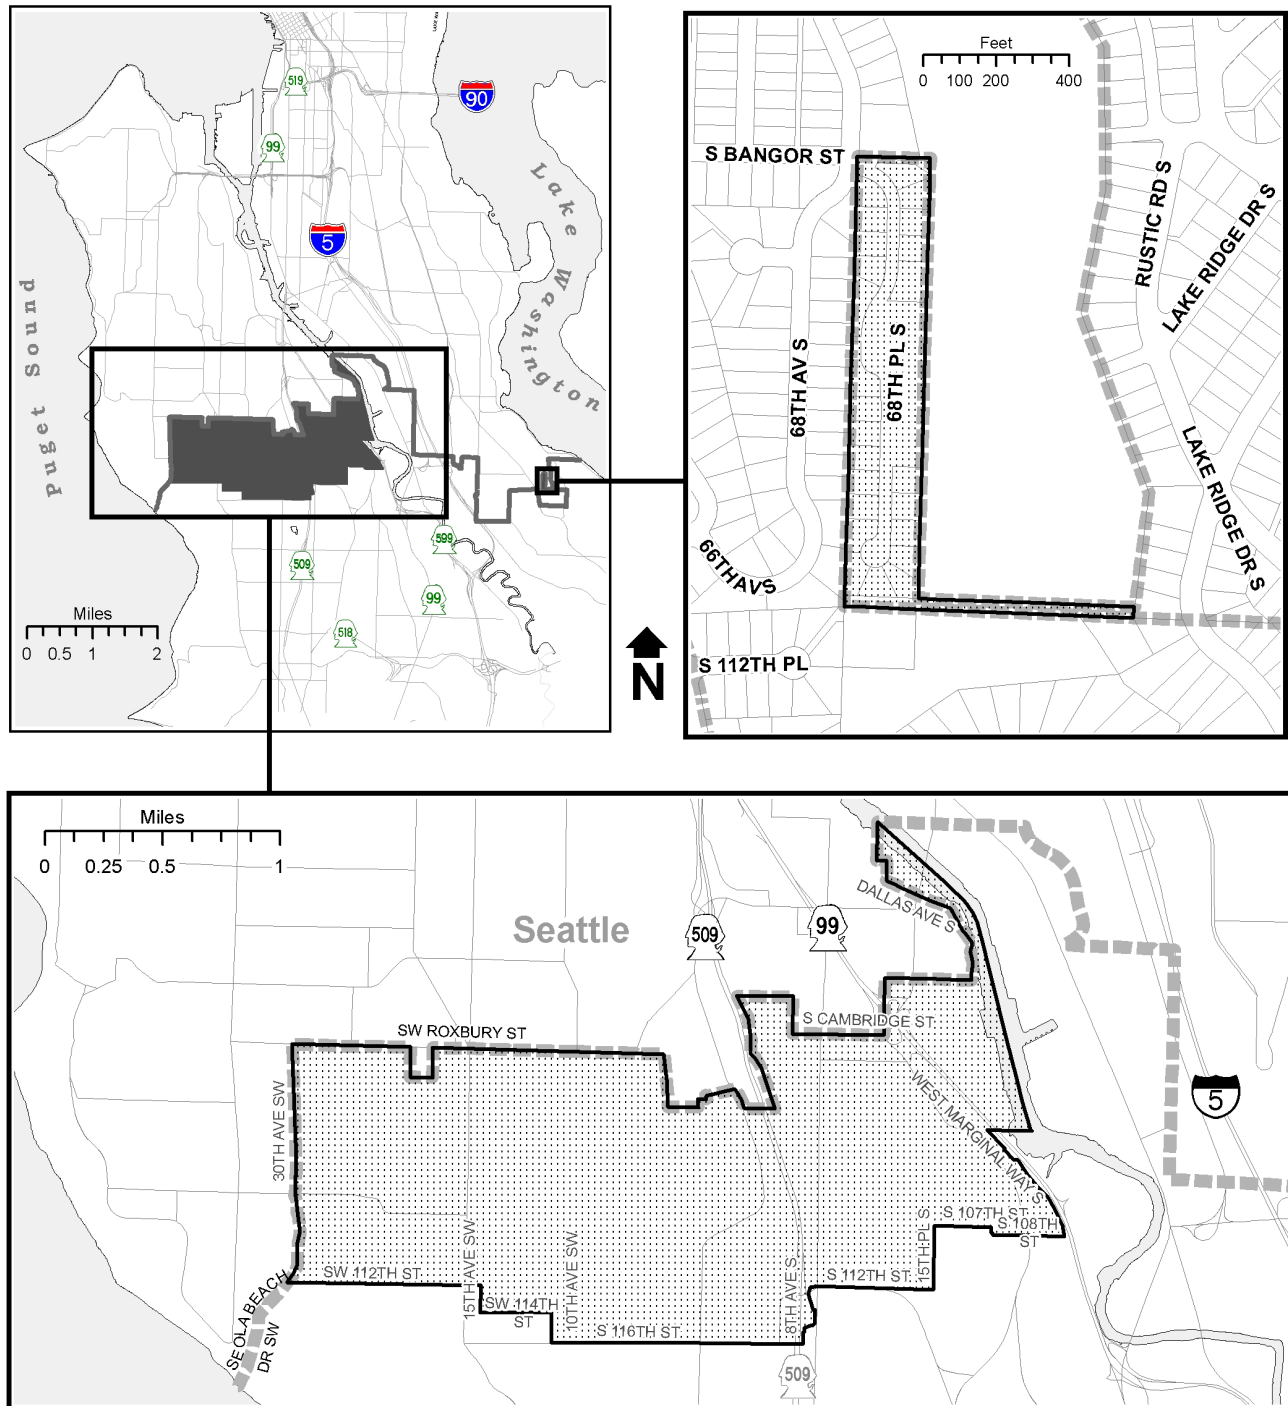 519
90
99
5
Lake Washington
Puget Sound
599
509
99
518
Miles
0 0.5 1 2
N
Feet
0 100 200 400
S BANGOR ST
RUSTIC RD S
LAKE RIDGE DR S
68TH AV S
68TH PL S
LAKE RIDGE DR S
66TH AV S
S 112TH PL
Miles
0 0.25 0.5 1
DALLAS AVE S
Seattle
509
99
S CAMBRIDGE ST
SW ROXBURY ST
WEST MARGINAL WAY S
5
30TH AVE SW
S 107TH ST
S 108TH
ST
15TH PL S
15TH AVE SW
10TH AVE SW
8TH AVE S
SW 112TH ST
S 112TH ST
SW 114TH
ST
S 116TH ST
SEOLA BEACH
DR SW
509